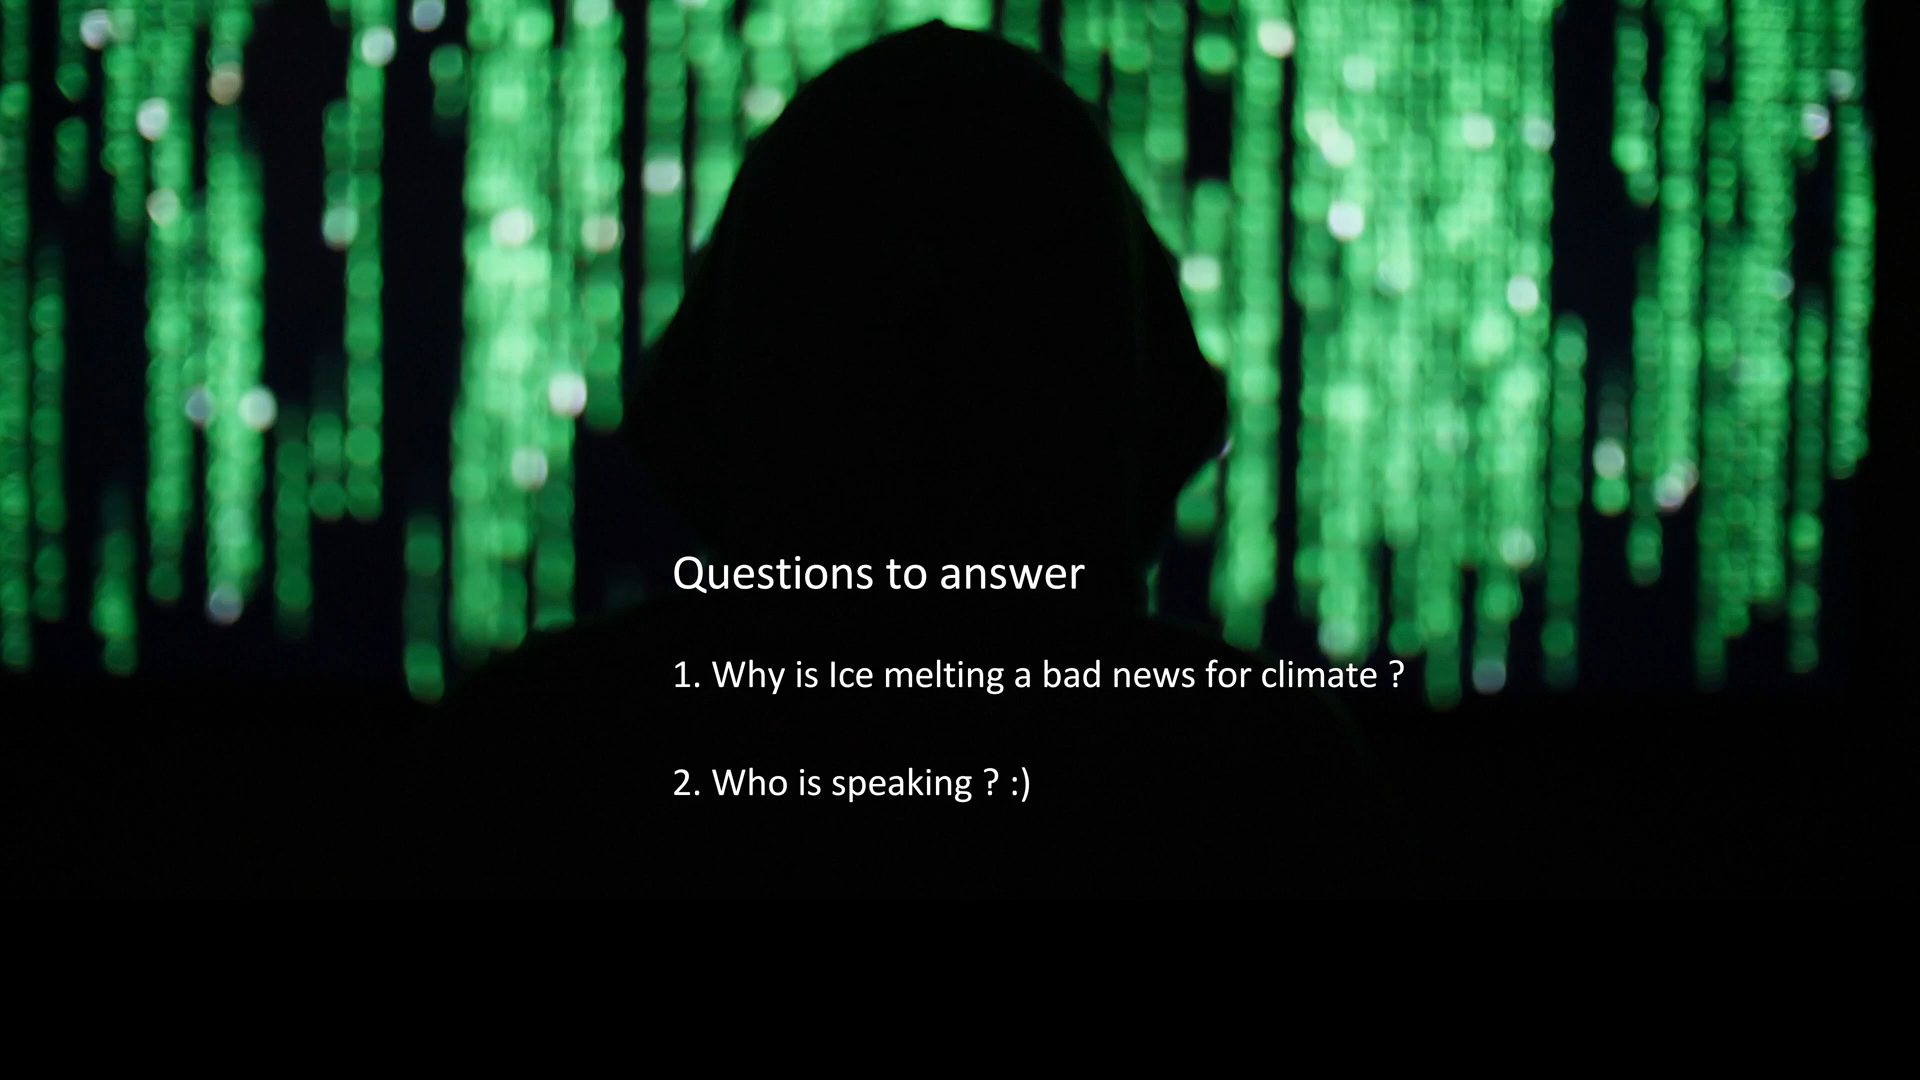 Questions to answer
1. Why is Ice melting a bad news for climate ?
2. Who is speaking ? :)